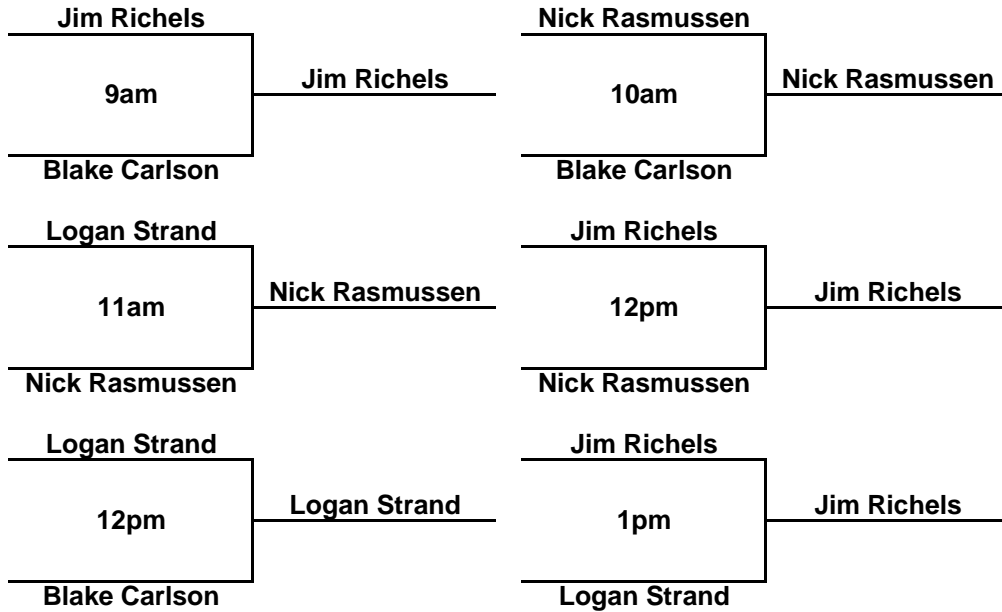 Jim Richels
9am
Jim Richels
Blake Carlson
Nick Rasmussen
10am
Nick Rasmussen
Blake Carlson
Logan Strand
11am
Nick Rasmussen
Nick Rasmussen
Jim Richels
12pm
Jim Richels
Nick Rasmussen
Logan Strand
12pm
Logan Strand
Blake Carlson
Jim Richels
1pm
Jim Richels
Logan Strand